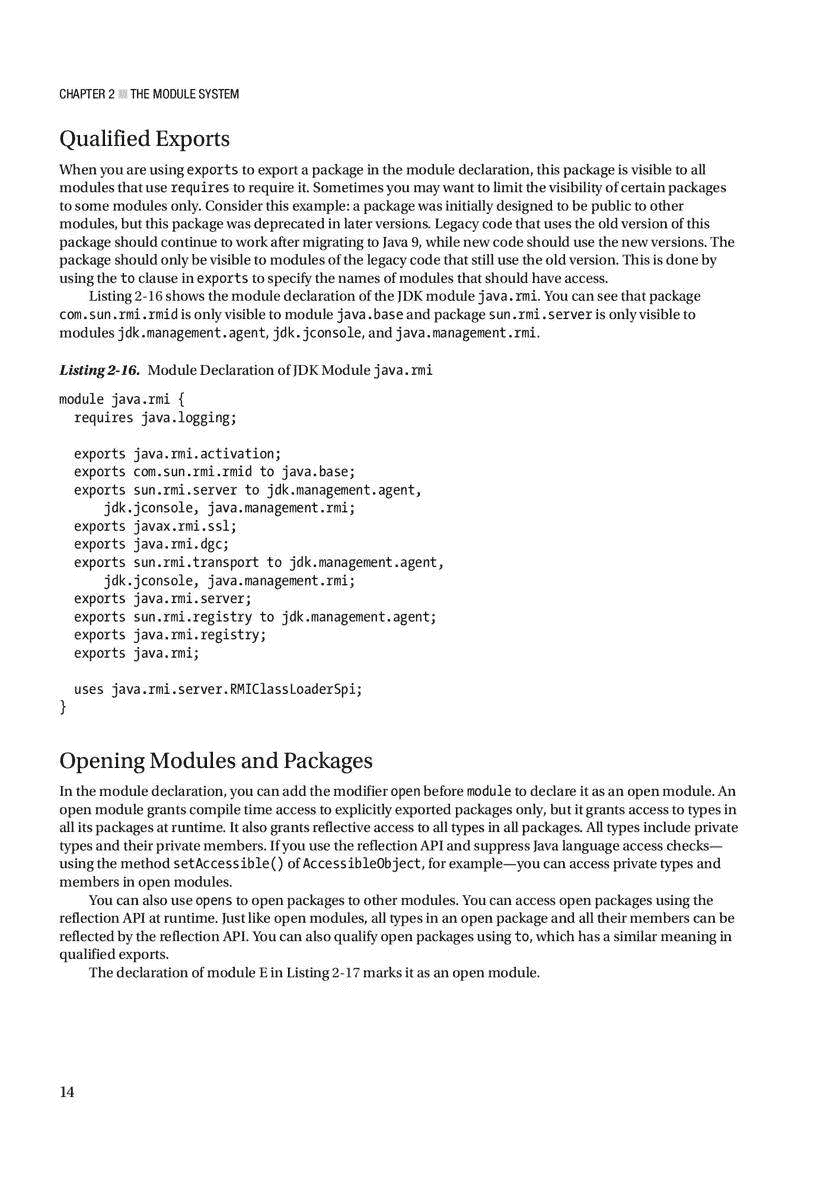 CHAPTER 2 ■ THE MODULE SYSTEM
Qualified Exports
When you are using exports to export a package in the module declaration, this package is visible to all
modules that use requires to require it. Sometimes you may want to limit the visibility of certain packages
to some modules only. Consider this example: a package was initially designed to be public to other
modules, but this package was deprecated in later versions. Legacy code that uses the old version of this
package should continue to work after migrating to Java 9, while new code should use the new versions. The
package should only be visible to modules of the legacy code that still use the old version. This is done by
using the to clause in exports to specify the names of modules that should have access.
Listing 2-16 shows the module declaration of the JDK module java.rmi. You can see that package
com.sun.rmi.rmid is only visible to module java.base and package sun.rmi.server is only visible to
modules jdk.management.agent, jdk.jconsole, and java.management.rmi.
Listing 2-16. Module Declaration of JDK Module java.rmi
module java.rmi {
  requires java.logging;
  exports java.rmi.activation;
  exports com.sun.rmi.rmid to java.base;
  exports sun.rmi.server to jdk.management.agent,
      jdk.jconsole, java.management.rmi;
  exports javax.rmi.ssl;
  exports java.rmi.dgc;
  exports sun.rmi.transport to jdk.management.agent,
      jdk.jconsole, java.management.rmi;
  exports java.rmi.server;
  exports sun.rmi.registry to jdk.management.agent;
  exports java.rmi.registry;
  exports java.rmi;
  uses java.rmi.server.RMIClassLoaderSpi;
}
Opening Modules and Packages
In the module declaration, you can add the modifier open before module to declare it as an open module. An
open module grants compile time access to explicitly exported packages only, but it grants access to types in
all its packages at runtime. It also grants reflective access to all types in all packages. All types include private
types and their private members. If you use the reflection API and suppress Java language access checks—
using the method setAccessible() of AccessibleObject, for example—you can access private types and
members in open modules.
You can also use opens to open packages to other modules. You can access open packages using the
reflection API at runtime. Just like open modules, all types in an open package and all their members can be
reflected by the reflection API. You can also qualify open packages using to, which has a similar meaning in
qualified exports.
The declaration of module E in Listing 2-17 marks it as an open module.
14